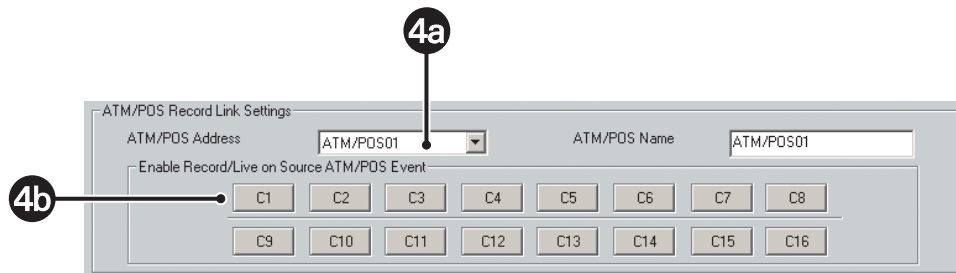 4a
ATM/POS Record Link Settings
ATM/POS Address ATM/POS01 ATM/POS Name ATM/POS01
Enable Record/Live on Source ATM/POS Event
4b C1 C2 C3 C4 C5 C6 C7 C8
C9 C10 C11 C12 C13 C14 C15 C16